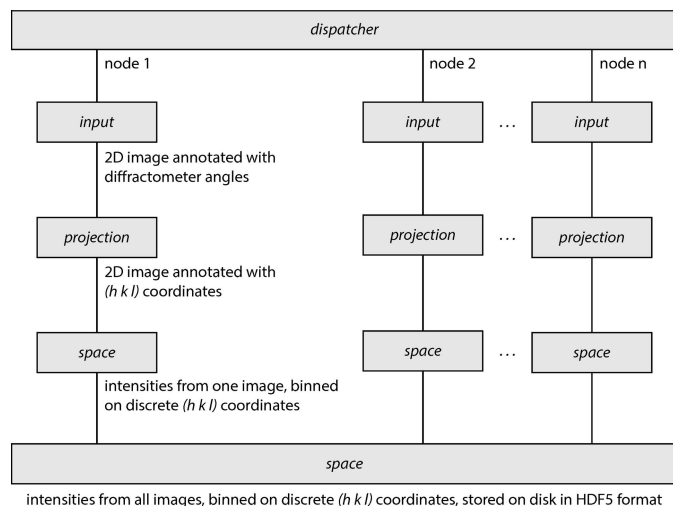 dispatcher
node 1
node 2
node n
input
input
...
input
2D image annotated with
diffractometer angles
projection
projection
...
projection
2D image annotated with
(h k l) coordinates
space
space
...
space
intensities from one image, binned
on discrete (h k l) coordinates
space
intensities from all images, binned on discrete (h k l) coordinates, stored on disk in HDF5 format